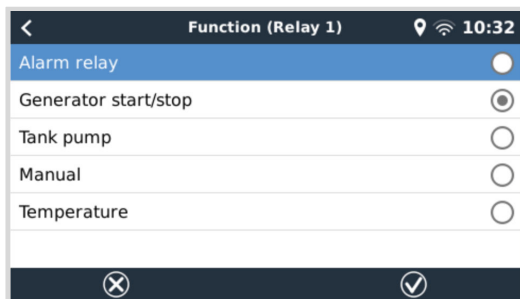 Function (Relay 1) 10:32
Alarm relay
Generator start/stop
Tank pump
Manual
Temperature